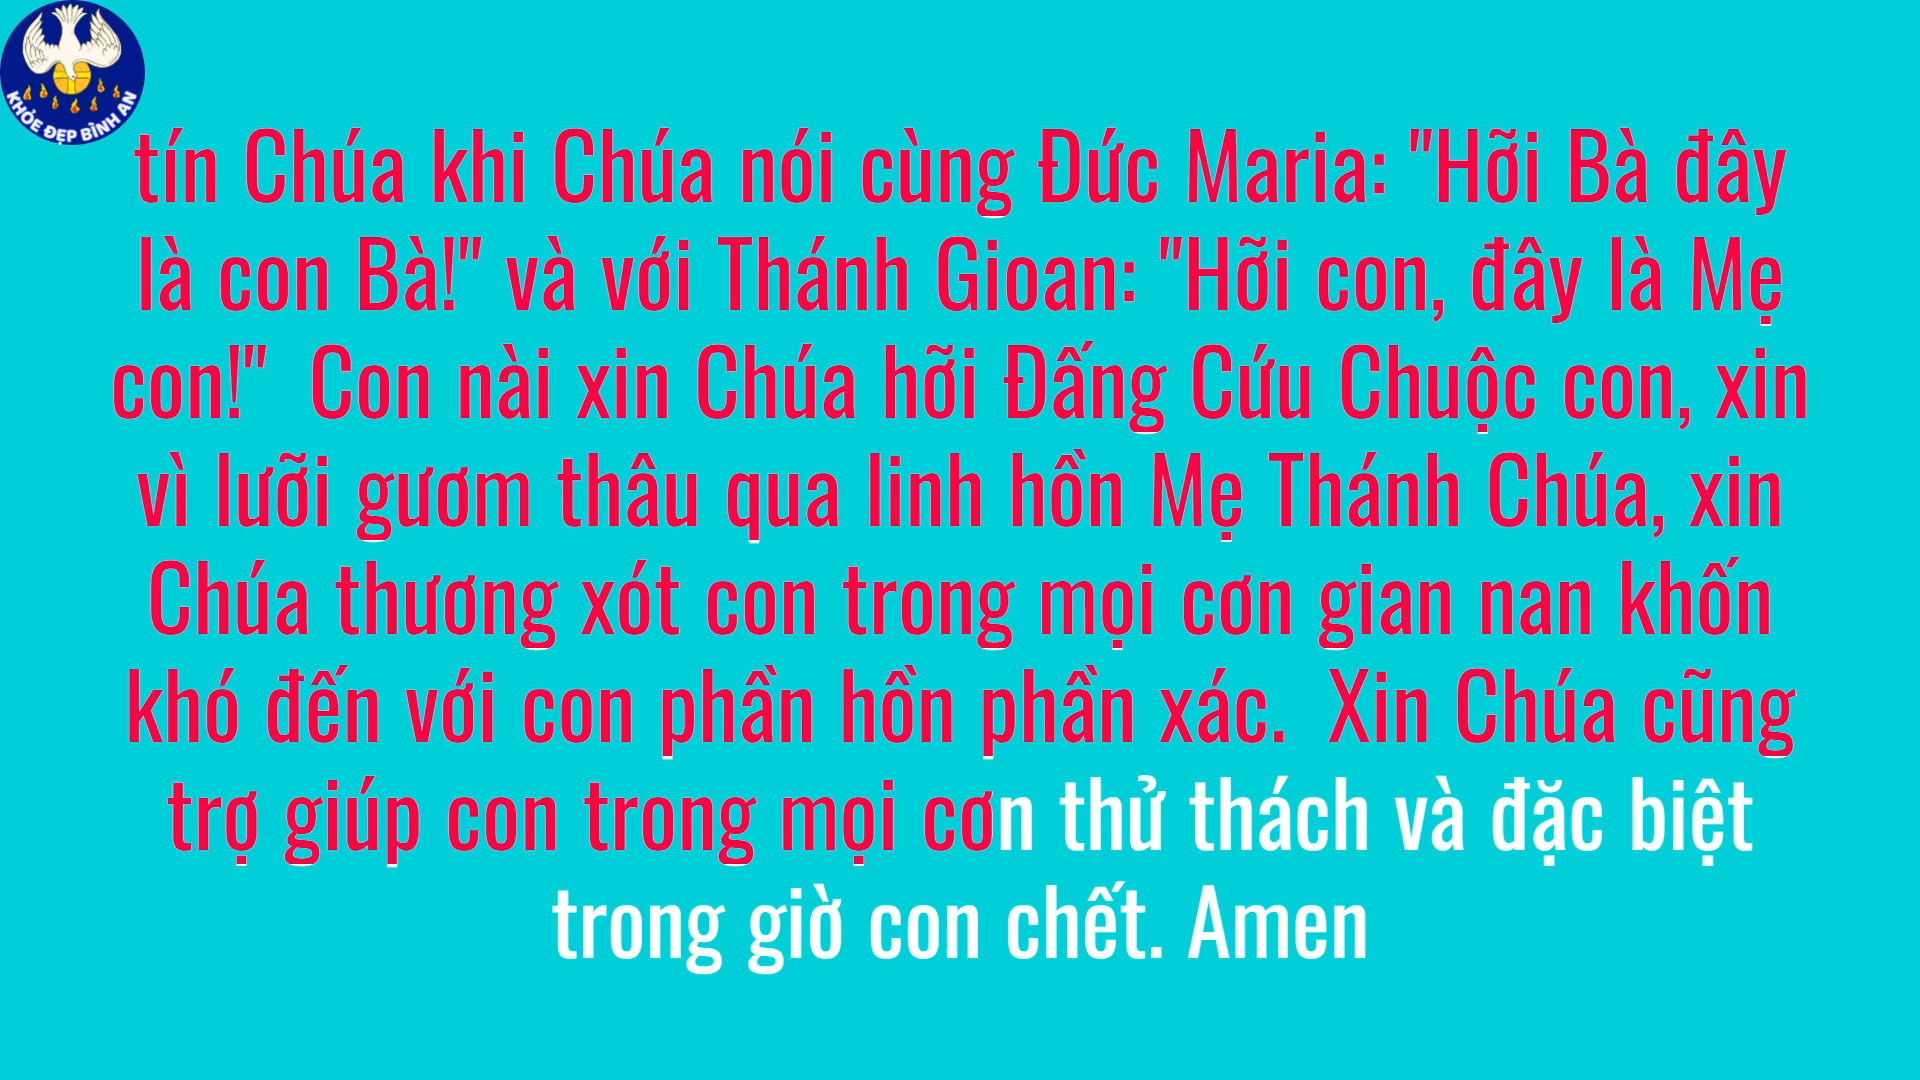 KHỎE ĐẸP BÌNH AN
tín Chúa khi Chúa nói cùng Đức Maria: "Hỡi Bà đây
là con Bà!" và với Thánh Gioan: "Hỡi con, đây là Mẹ
con!"  Con nài xin Chúa hỡi Đấng Cứu Chuộc con, xin
vì lưỡi gươm thâu qua linh hồn Mẹ Thánh Chúa, xin
Chúa thương xót con trong mọi cơn gian nan khốn
khó đến với con phần hồn phần xác.  Xin Chúa cũng
trợ giúp con trong mọi cơn thử thách và đặc biệt
trong giờ con chết. Amen